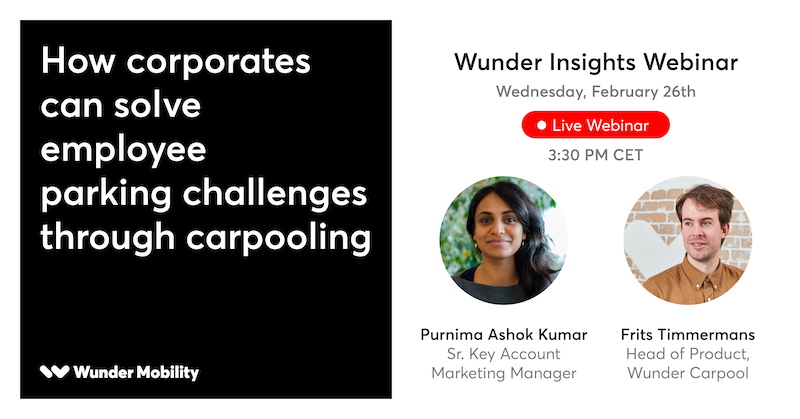 How corporates
can solve
employee
parking challenges
through carpooling
Wunder Mobility
Wunder Insights Webinar
Wednesday, February 26th
Live Webinar
3:30 PM CET
Purnima Ashok Kumar
Sr. Key Account
Marketing Manager
Frits Timmermans
Head of Product,
Wunder Carpool